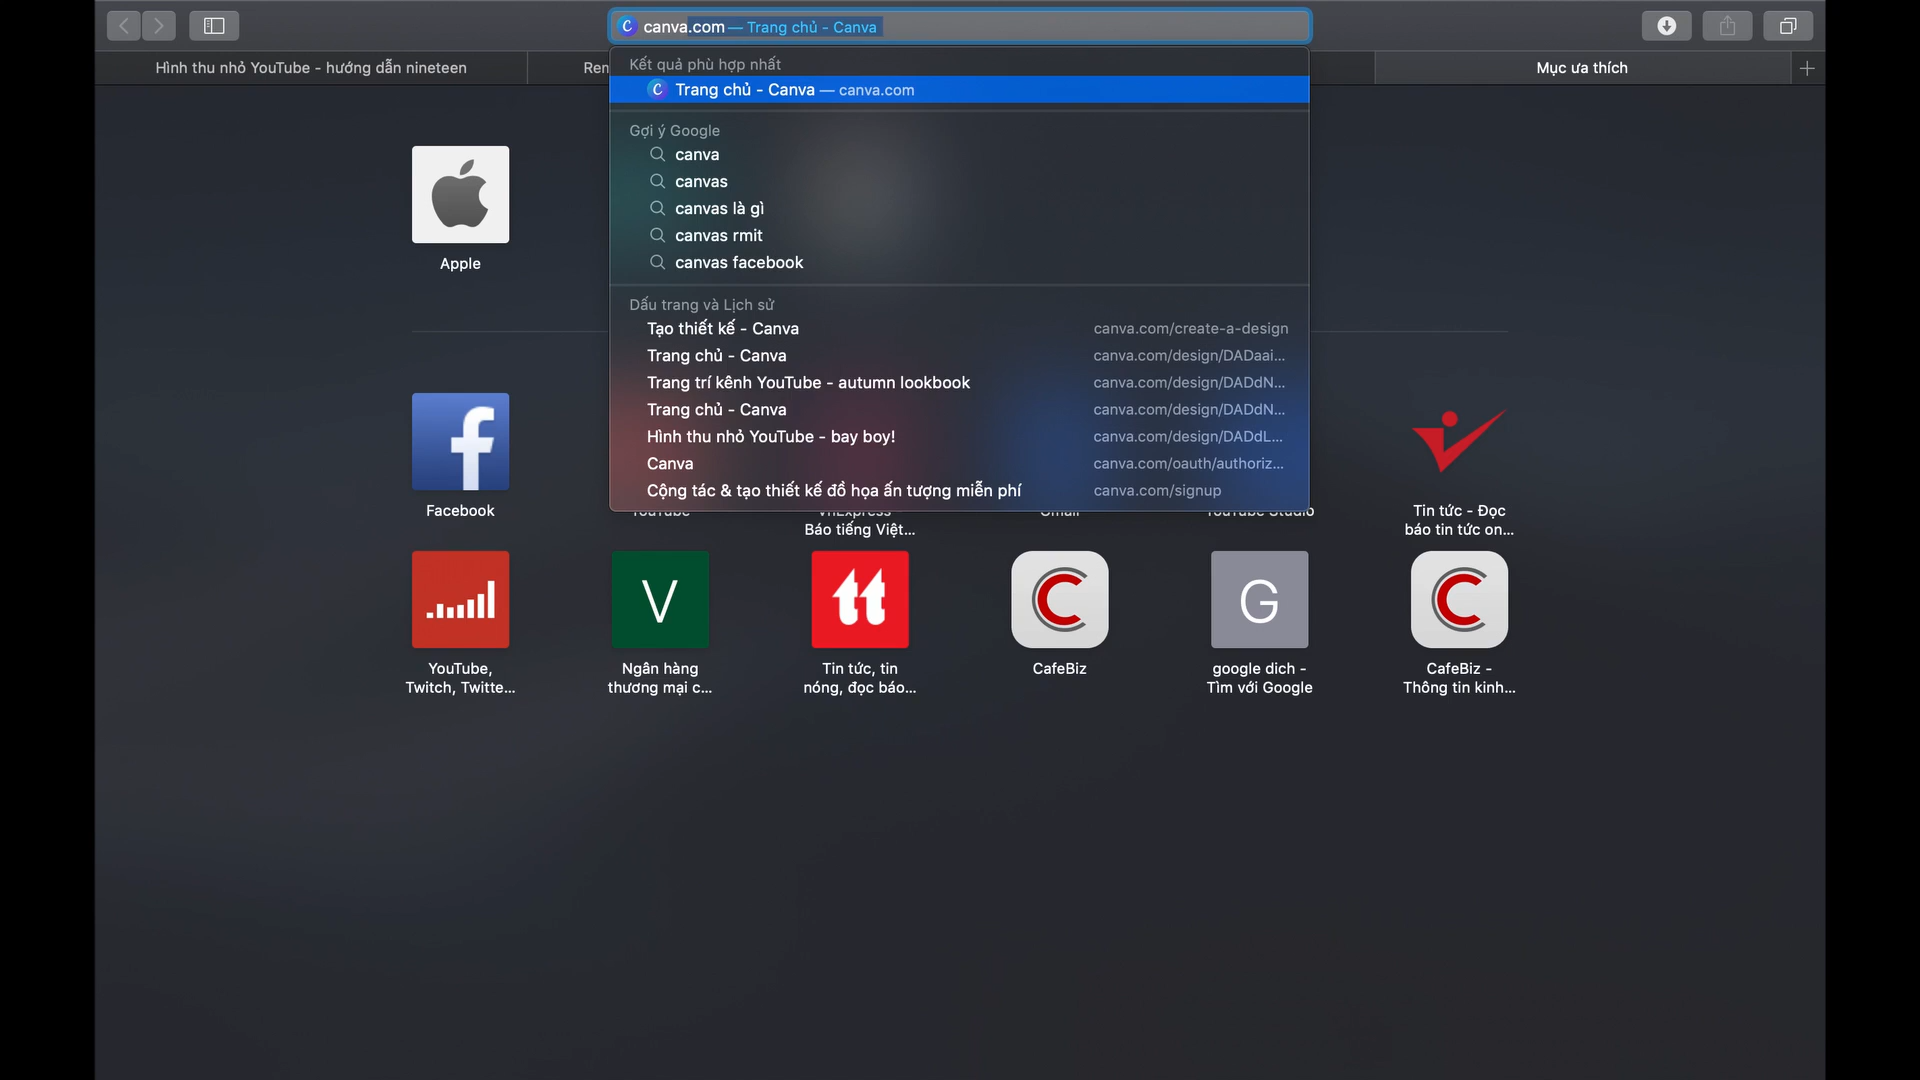 canva.com — Trang chủ - Canva
Hình thu nhỏ YouTube - hướng dẫn nineteen
Ren
Mục ưa thích
Kết quả phù hợp nhất
Trang chủ - Canva — canva.com
Gợi ý Google
canva
canvas
canvas là gì
canvas rmit
canvas facebook
Dấu trang và Lịch sử
Tạo thiết kế - Canva canva.com/create-a-design
Trang chủ - Canva canva.com/design/DADaai...
Trang trí kênh YouTube - autumn lookbook canva.com/design/DADdN...
Trang chủ - Canva canva.com/design/DADdN...
Hình thu nhỏ YouTube - bay boy! canva.com/design/DADdL...
Canva canva.com/oauth/authoriz...
Cộng tác & tạo thiết kế đồ họa ấn tượng miễn phí canva.com/signup
Apple
Facebook
YouTube
VnExpress -
Báo tiếng Việt...
Gmail
YouTube Studio
Tin tức - Đọc
báo tin tức on...
YouTube,
Twitch, Twitte...
V
Ngân hàng
thương mại c...
tt
Tin tức, tin
nóng, đọc báo...
CafeBiz
G
google dich -
Tìm với Google
CafeBiz -
Thông tin kinh...